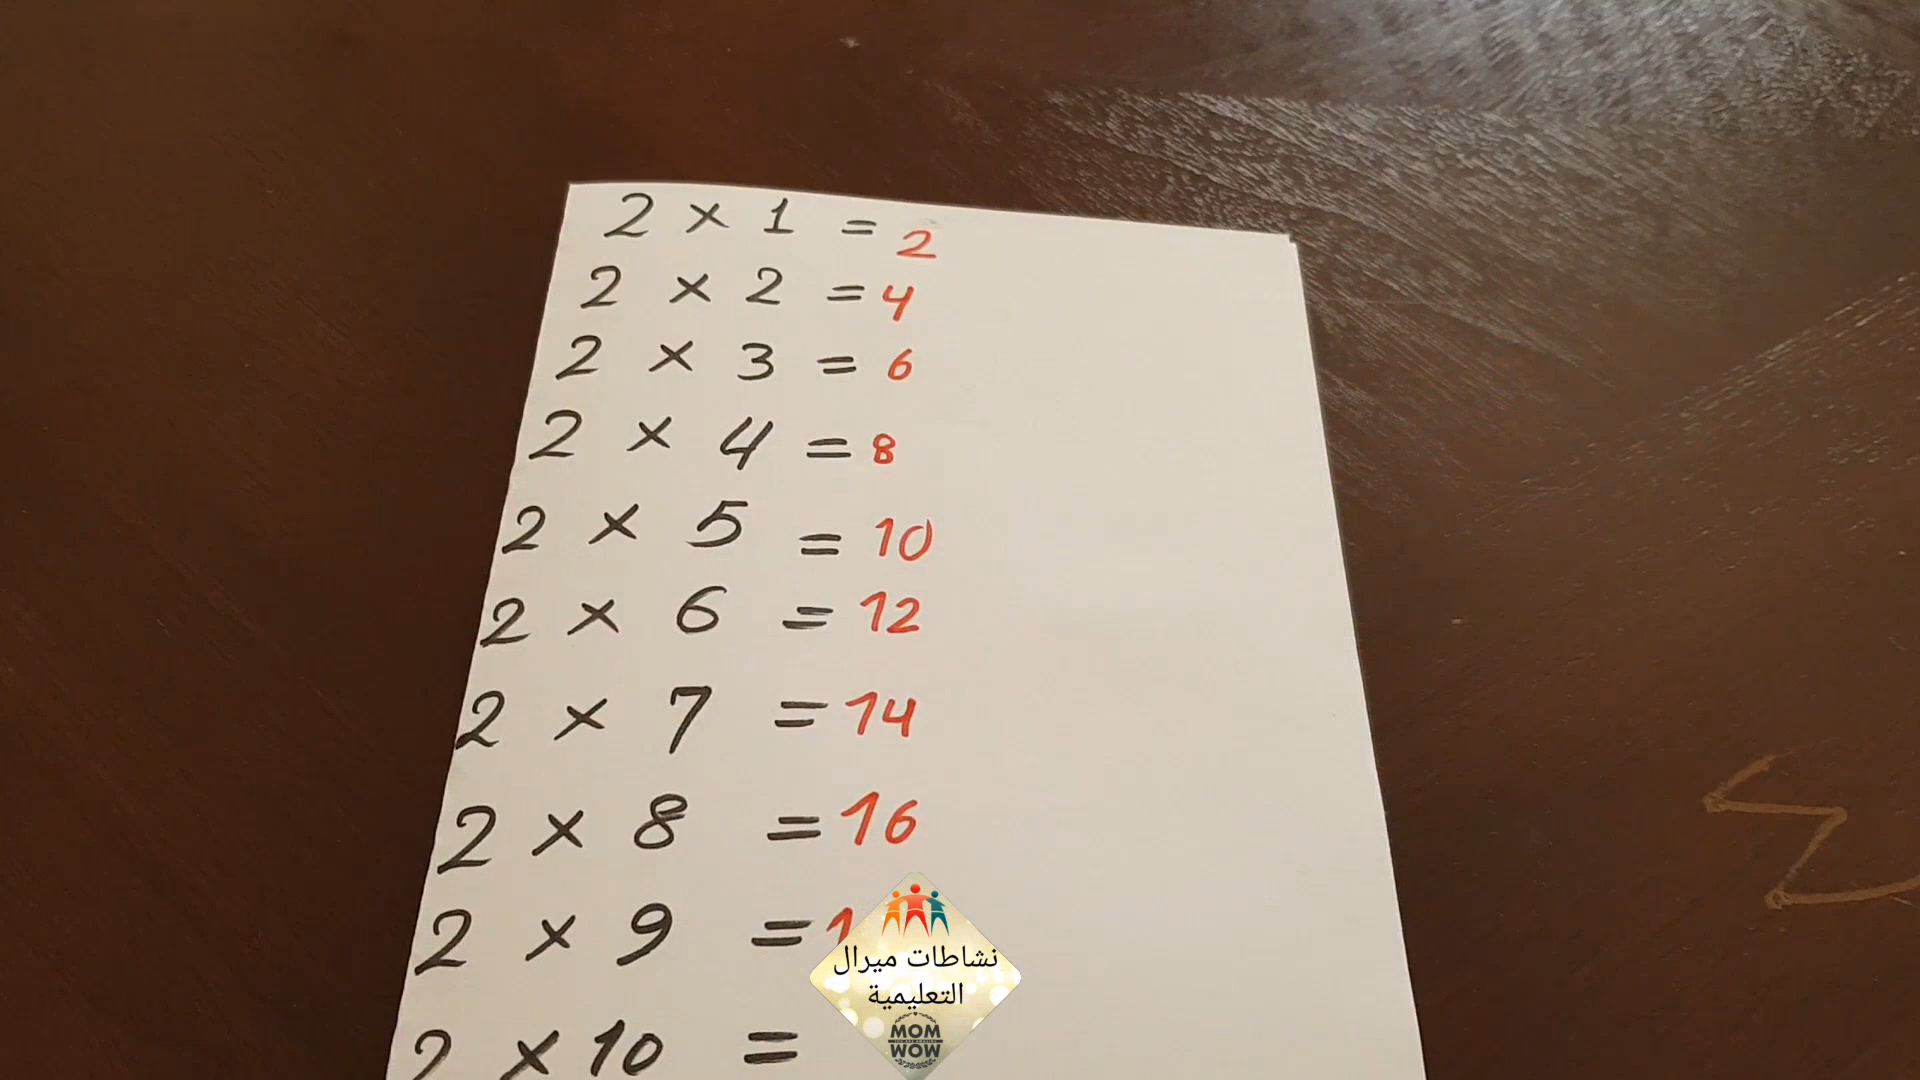 2 × 1 = 2
2 × 2 = 4
2 × 3 = 6
2 × 4 = 8
2 × 5 = 10
2 × 6 = 12
2 × 7 = 14
2 × 8 = 16
2 × 9 = 1
2 × 10 =
نشاطات ميرال
التعليمية
MOM
WOW